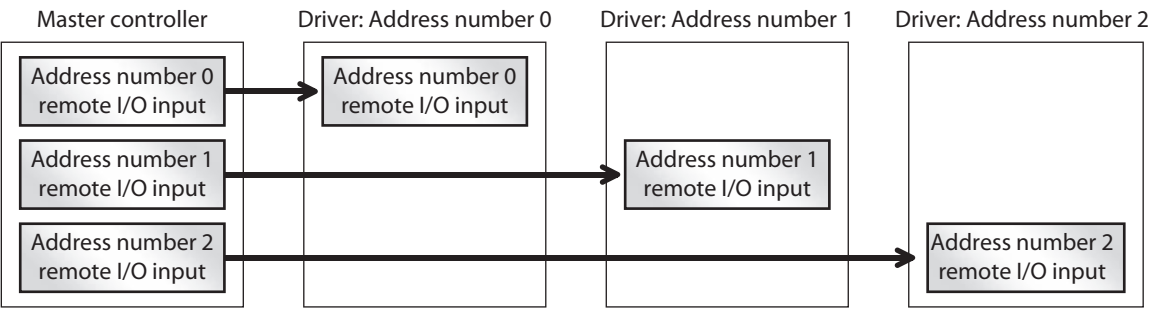 Master controller
Driver: Address number 0
Driver: Address number 1
Driver: Address number 2
Address number 0
remote I/O input
Address number 0
remote I/O input
Address number 1
remote I/O input
Address number 1
remote I/O input
Address number 2
remote I/O input
Address number 2
remote I/O input